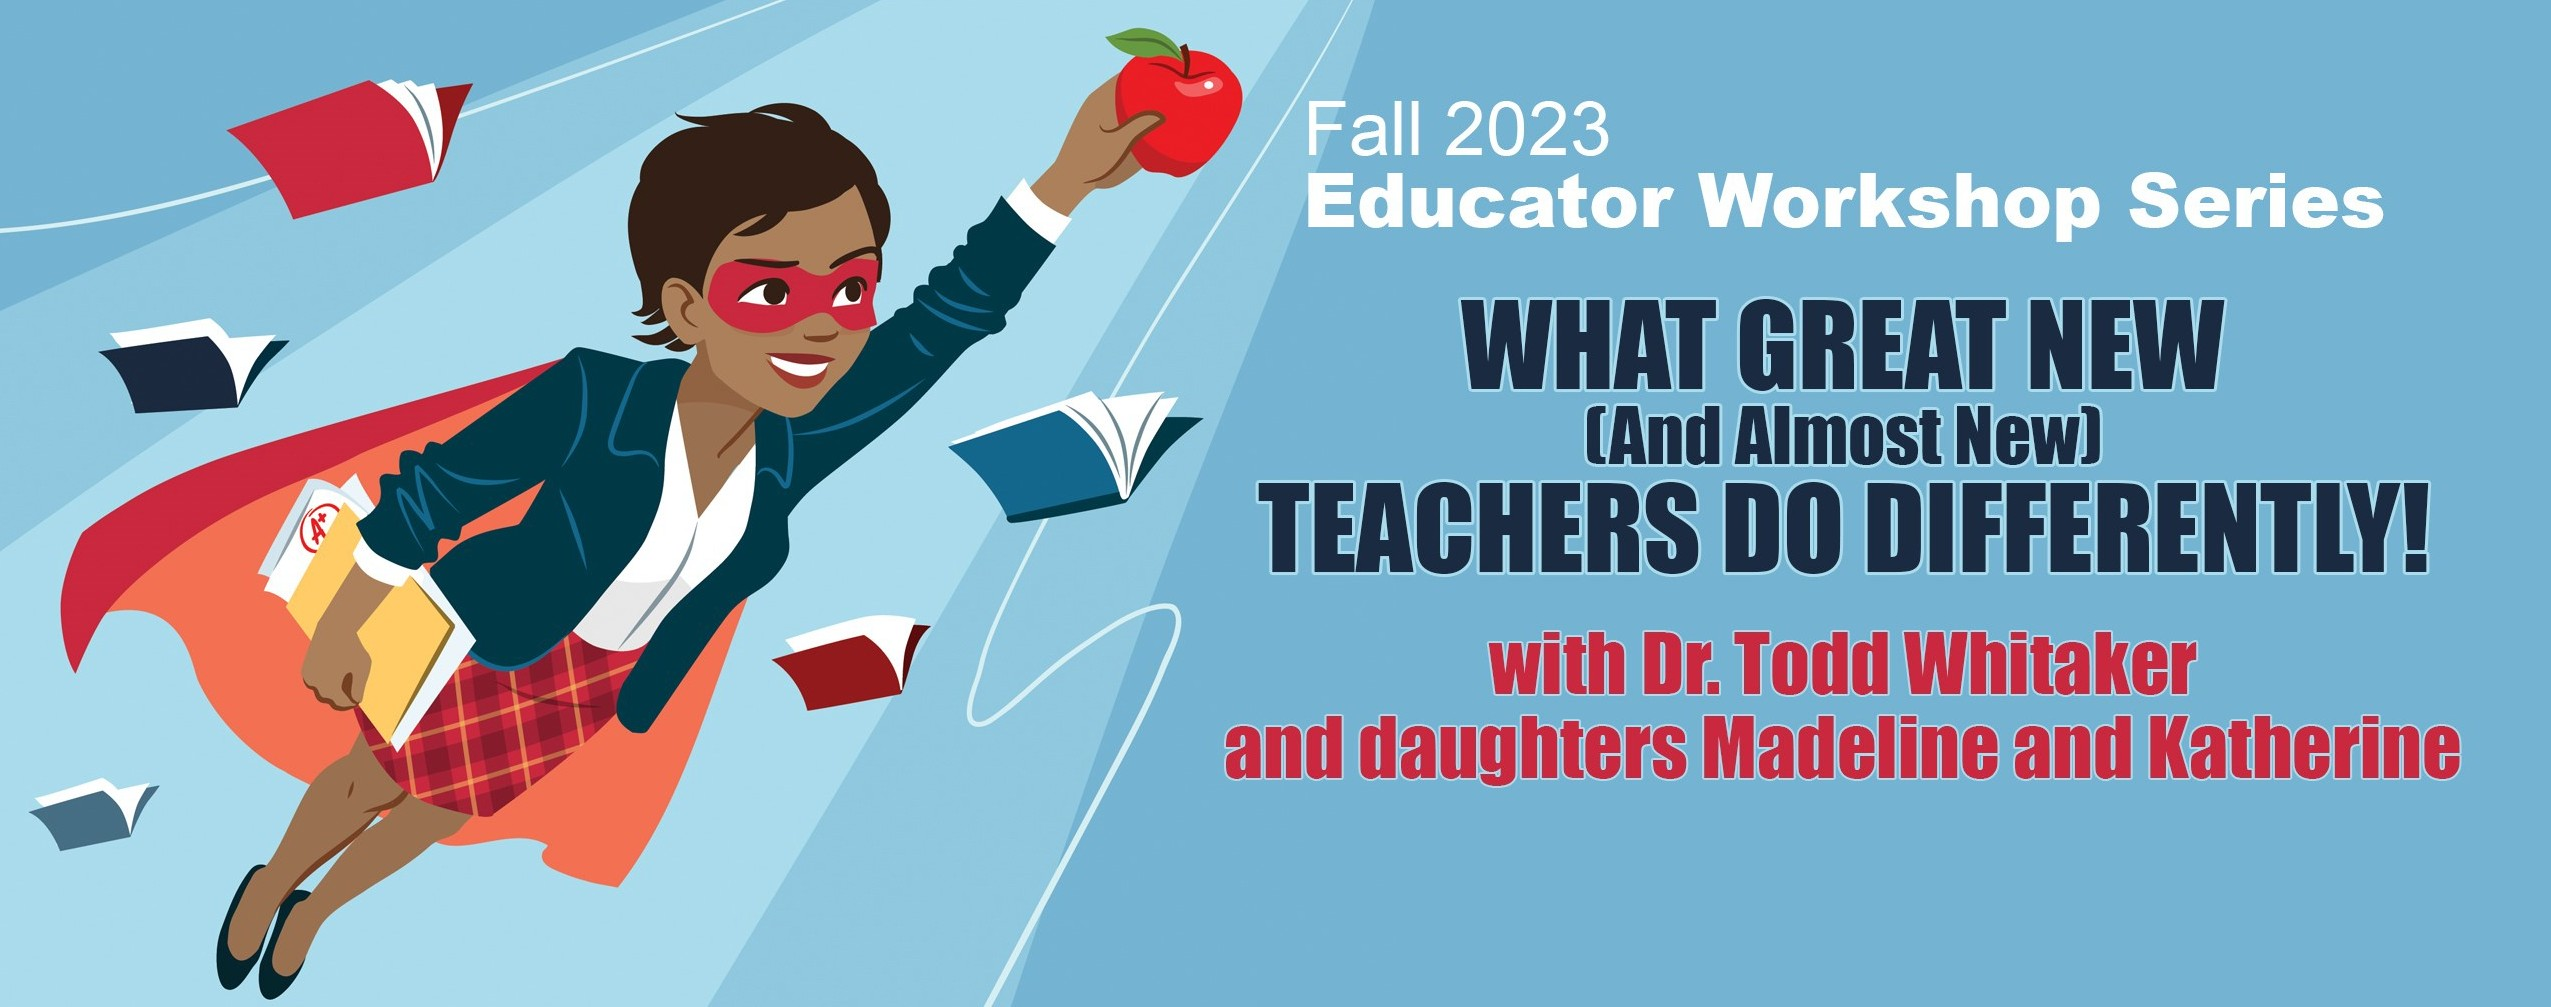 Fall 2023
Educator Workshop Series
WHAT GREAT NEW
(And Almost New)
TEACHERS DO DIFFERENTLY!
with Dr. Todd Whitaker
and daughters Madeline and Katherine
A+